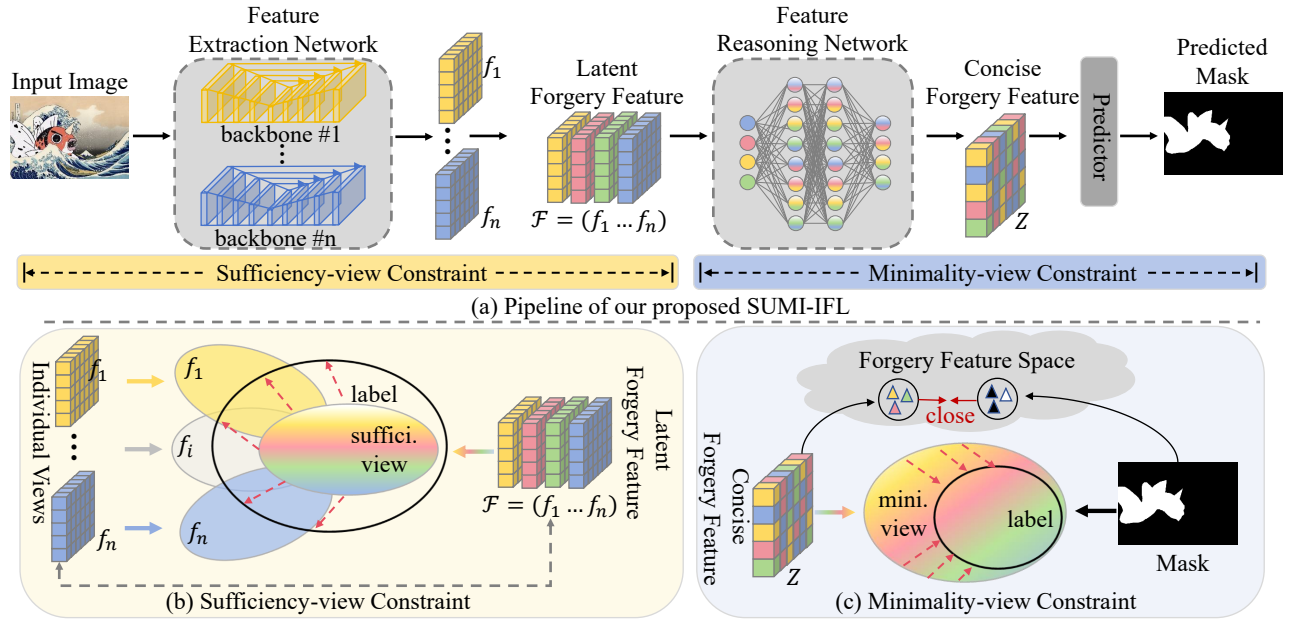 Feature
Extraction Network
Input Image
backbone #1
backbone #n
f₁
fₙ
Latent
Forgery Feature
ℱ = (f₁ … fₙ)
Feature
Reasoning Network
Concise
Forgery Feature
Z
Predictor
Predicted
Mask
Sufficiency-view Constraint
Minimality-view Constraint
(a) Pipeline of our proposed SUMI-IFL
Individual Views
f₁
fₙ
f₁
fᵢ
fₙ
label
suffici.
view
Latent
Forgery Feature
ℱ = (f₁ … fₙ)
(b) Sufficiency-view Constraint
Forgery Feature Space
close
Concise
Forgery Feature
Z
mini.
view
label
Mask
(c) Minimality-view Constraint